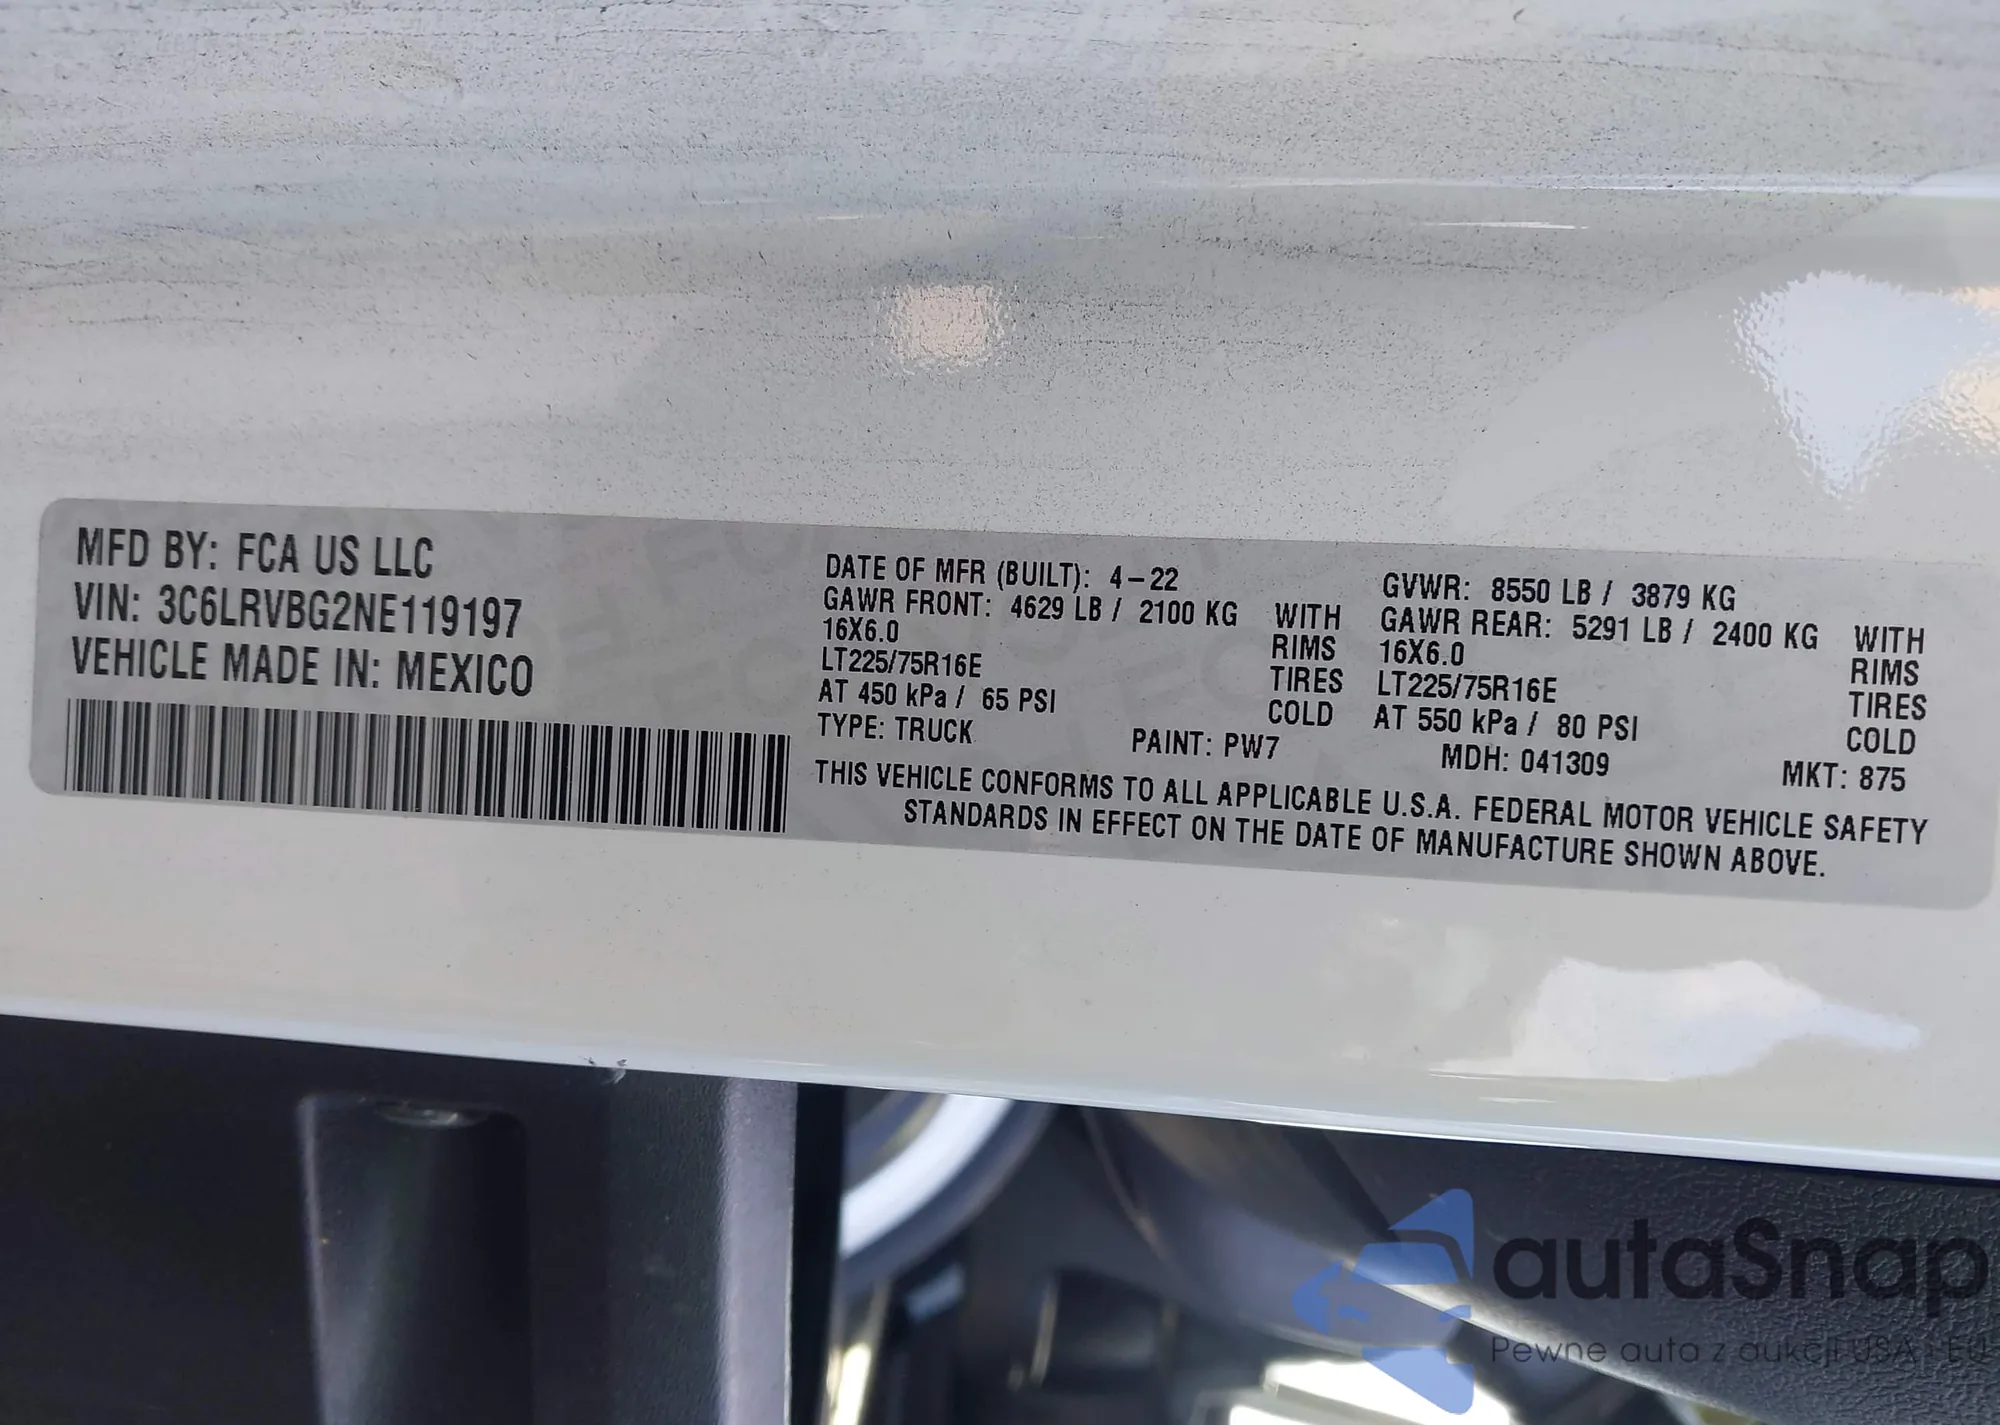 MFD BY: FCA US LLC
VIN: 3C6LRVBG2NE119197
VEHICLE MADE IN: MEXICO
DATE OF MFR (BUILT): 4-22
GVWR: 8550 LB / 3879 KG
GAWR FRONT: 4629 LB / 2100 KG WITH
16X6.0 RIMS
LT225/75R16E TIRES
AT 450 kPa / 65 PSI COLD
GAWR REAR: 5291 LB / 2400 KG WITH
16X6.0 RIMS
LT225/75R16E TIRES
AT 550 kPa / 80 PSI COLD
TYPE: TRUCK PAINT: PW7 MDH: 041309 MKT: 875
THIS VEHICLE CONFORMS TO ALL APPLICABLE U.S.A. FEDERAL MOTOR VEHICLE SAFETY
STANDARDS IN EFFECT ON THE DATE OF MANUFACTURE SHOWN ABOVE.
autaSnap
Pewne auta z aukcji USA i EU